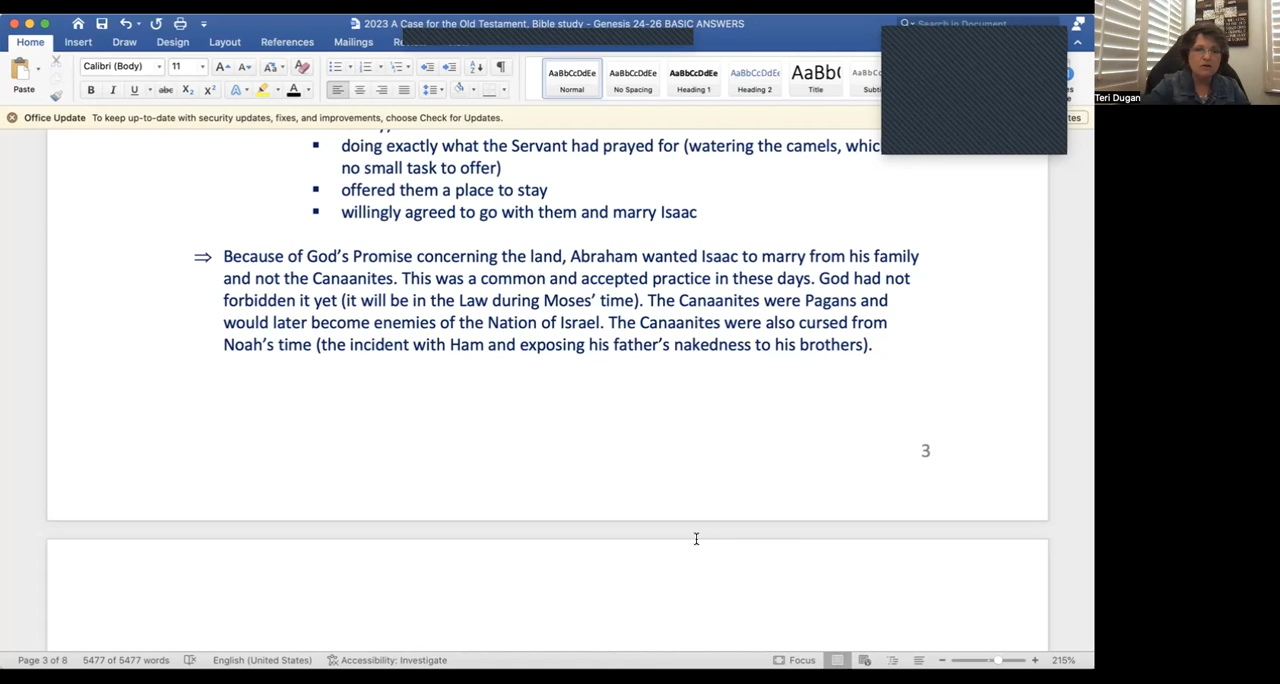 2023 A Case for the Old Testament, Bible study - Genesis 24-26 BASIC ANSWERS
Search in Document
Home Insert Draw Design Layout References Mailings
Paste
Calibri (Body) 11
AaBbCcDdEe AaBbCcDdEe AaBbCcDdEe AaBbCcDdEe AaBb(
Normal No Spacing Heading 1 Heading 2 Title
Teri Dugan
Office Update To keep up-to-date with security updates, fixes, and improvements, choose Check for Updates.
▪ doing exactly what the Servant had prayed for (watering the camels,
no small task to offer)
▪ offered them a place to stay
▪ willingly agreed to go with them and marry Isaac
⇒ Because of God's Promise concerning the land, Abraham wanted Isaac to marry from his family
and not the Canaanites. This was a common and accepted practice in these days. God had not
forbidden it yet (it will be in the Law during Moses' time). The Canaanites were Pagans and
would later become enemies of the Nation of Israel. The Canaanites were also cursed from
Noah's time (the incident with Ham and exposing his father's nakedness to his brothers).
3
Page 3 of 8 5477 of 5477 words English (United States) Accessibility: Investigate Focus 215%